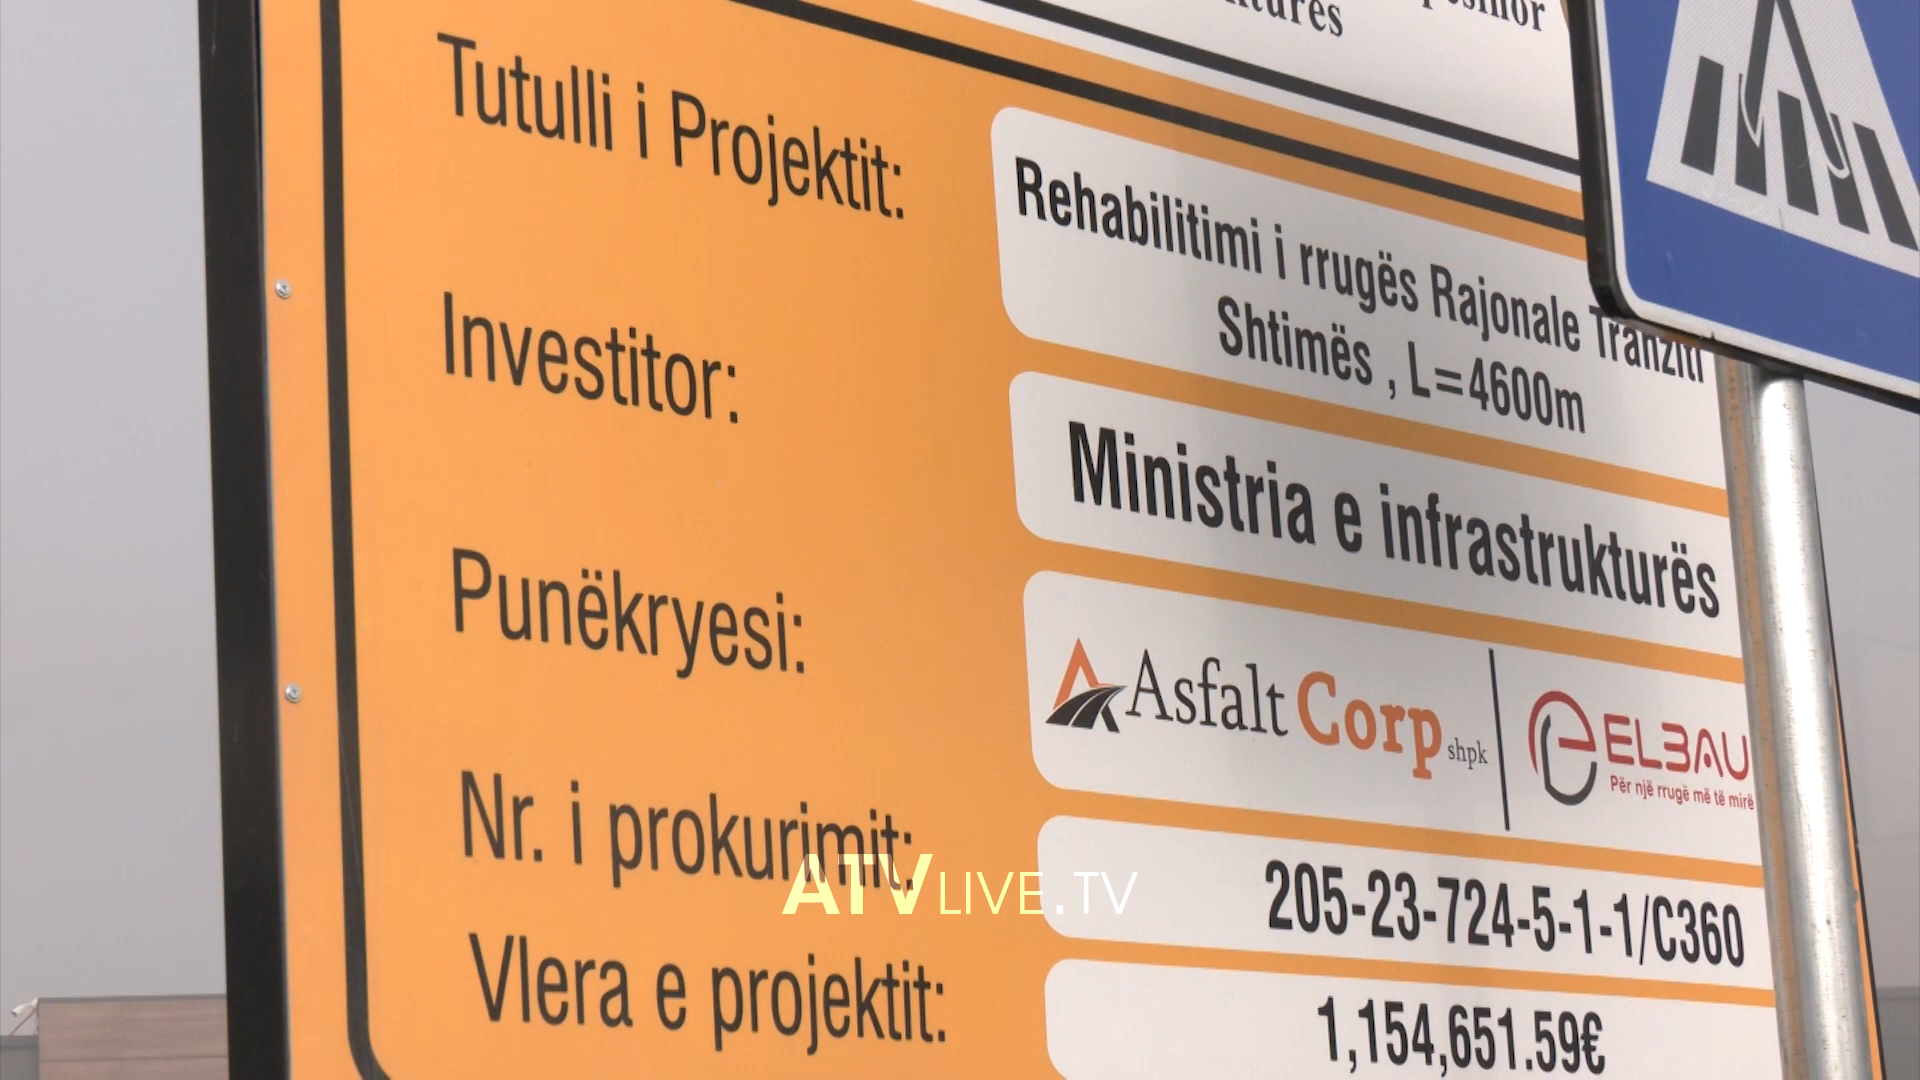 Tutulli i Projektit:
Rehabilitimi i rrugës Rajonale Tranziti
Shtimës , L=4600m
Investitor:
Ministria e infrastrukturës
Punëkryesi:
Asfalt Corp shpk
ELBAU
Për një rrugë më të mirë
Nr. i prokurimit:
205-23-724-5-1-1/C360
Vlera e projektit:
1,154,651.59€
ATVLIVE.TV